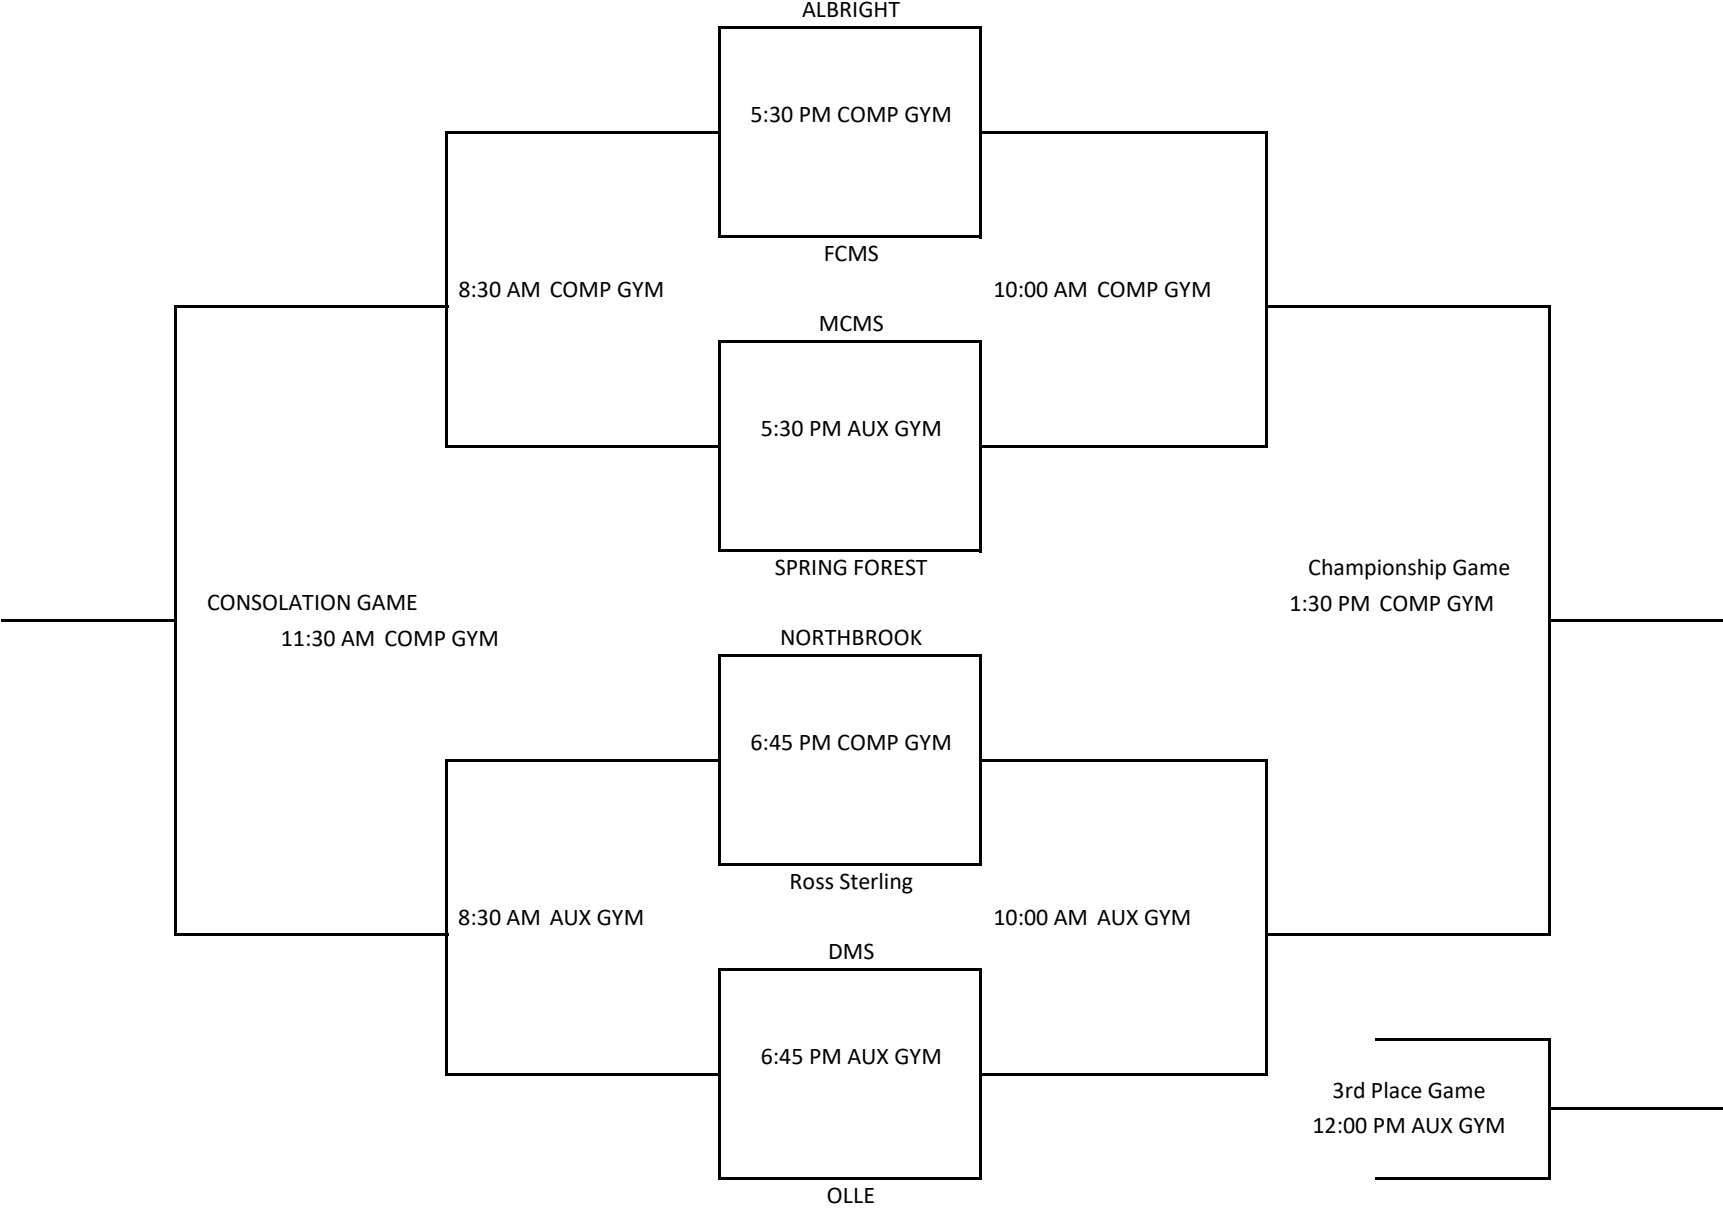 ALBRIGHT
5:30 PM COMP GYM
FCMS
8:30 AM COMP GYM
10:00 AM COMP GYM
MCMS
5:30 PM AUX GYM
SPRING FOREST
Championship Game
1:30 PM COMP GYM
CONSOLATION GAME
11:30 AM COMP GYM
NORTHBROOK
6:45 PM COMP GYM
Ross Sterling
8:30 AM AUX GYM
10:00 AM AUX GYM
DMS
6:45 PM AUX GYM
3rd Place Game
12:00 PM AUX GYM
OLLE